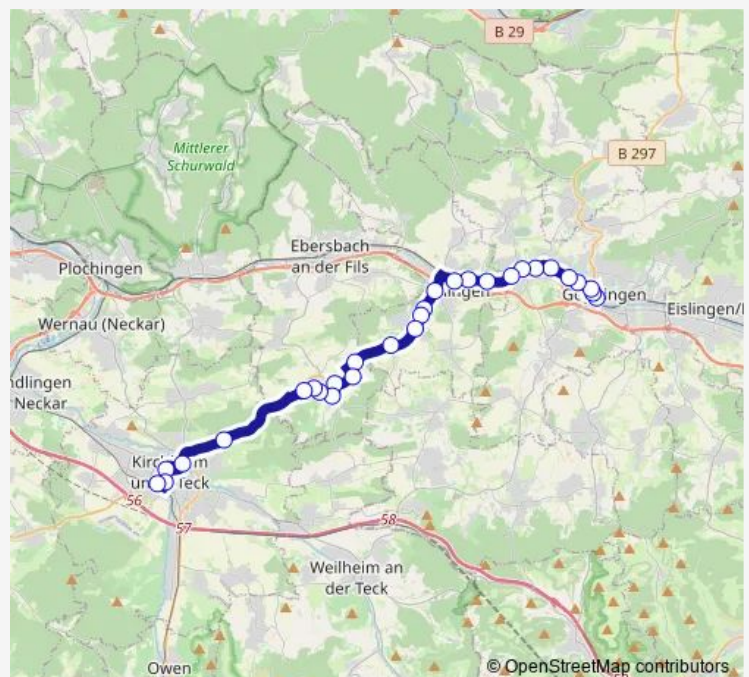 B 29
Mittlerer
Schurwald
B 297
Ebersbach
an der Fils
Plochingen
Eislingen/
Wernau (Neckar)
Neckar
56
57
58
Weilheim an
der Teck
Owen
© OpenStreetMap contributors